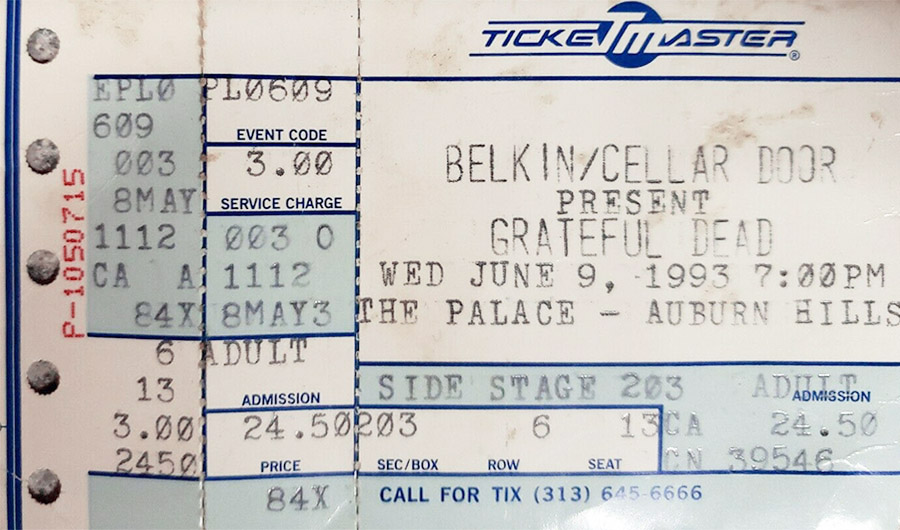 TICKETMASTER®
EPL0
609
003
8MAY
1112
CA A
84X
6
13
3.00
2450
P-1050715
PL0609
EVENT CODE
3.00
SERVICE CHARGE
003 0
1112
8MAY3
ADULT
ADMISSION
24.50
PRICE
84X
BELKIN/CELLAR DOOR
PRESENT
GRATEFUL DEAD
WED JUNE 9, 1993 7:00PM
THE PALACE - AUBURN HILLS
SIDE STAGE 203 ADULT
ADMISSION
203 6 13 CA 24.50
SEC/BOX ROW SEAT CN 39546
CALL FOR TIX (313) 645-6666